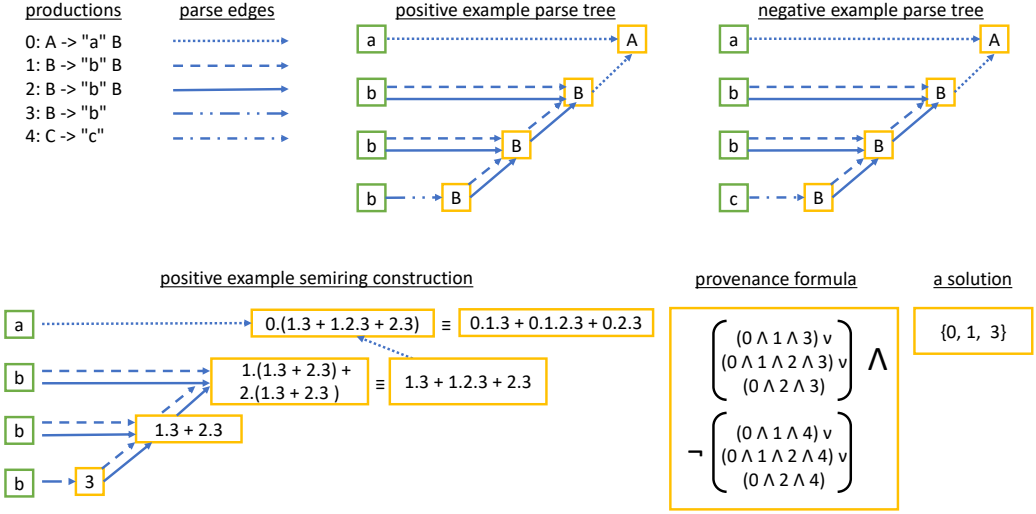 productions
parse edges
positive example parse tree
negative example parse tree
0: A -> "a" B
1: B -> "b" B
2: B -> "b" B
3: B -> "b"
4: C -> "c"
a
A
b
B
b
B
b
B
a
A
b
B
b
B
c
B
positive example semiring construction
provenance formula
a solution
a
0.(1.3 + 1.2.3 + 2.3)
≡
0.1.3 + 0.1.2.3 + 0.2.3
b
1.(1.3 + 2.3) +
2.(1.3 + 2.3 )
≡
1.3 + 1.2.3 + 2.3
b
1.3 + 2.3
b
3
(0 Λ 1 Λ 3) v
(0 Λ 1 Λ 2 Λ 3) v
(0 Λ 2 Λ 3)
Λ
¬
(0 Λ 1 Λ 4) v
(0 Λ 1 Λ 2 Λ 4) v
(0 Λ 2 Λ 4)
{0, 1, 3}